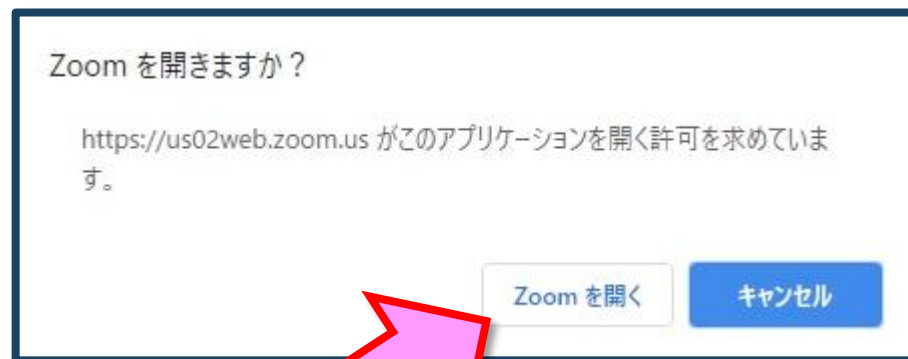 Zoom を開きますか？
https://us02web.zoom.us がこのアプリケーションを開く許可を求めていま
す。
Zoom を開く
キャンセル